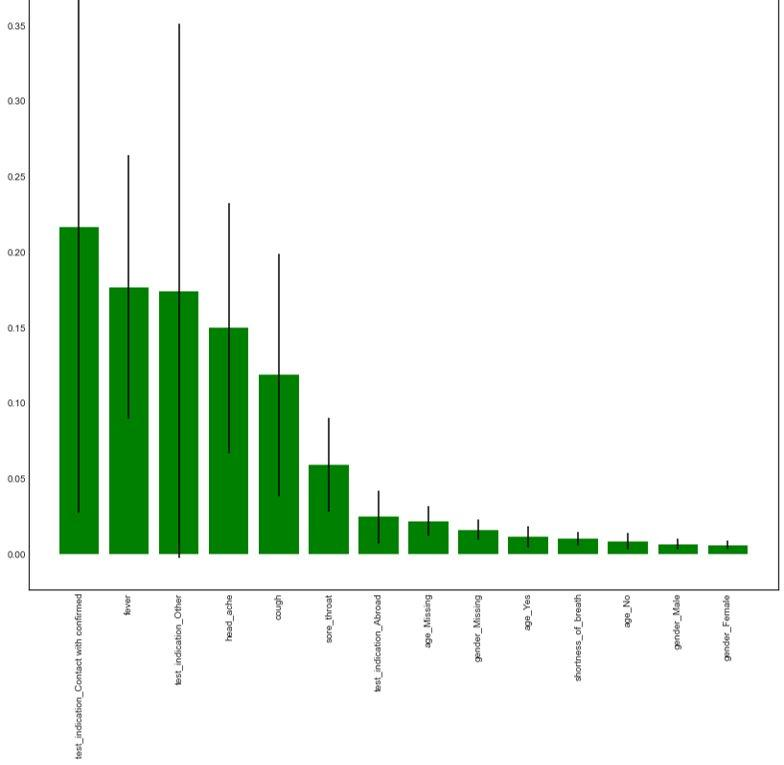 0.35
0.30
0.25
0.20
0.15
0.10
0.05
0.00
test_indication_Contact with confirmed
fever
test_indication_Other
head_ache
cough
sore_throat
test_indication_Abroad
age_Missing
gender_Missing
age_Yes
shortness_of_breath
age_No
gender_Male
gender_Female